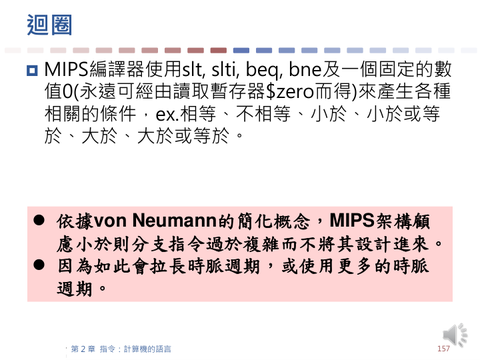 迴圈
MIPS編譯器使用slt, slti, beq, bne及一個固定的數
值0(永遠可經由讀取暫存器$zero而得)來產生各種
相關的條件，ex.相等、不相等、小於、小於或等
於、大於、大於或等於。
● 依據von Neumann的簡化概念，MIPS架構顧
慮小於則分支指令過於複雜而不將其設計進來。
● 因為如此會拉長時脈週期，或使用更多的時脈
週期。
第 2 章 指令：計算機的語言
157